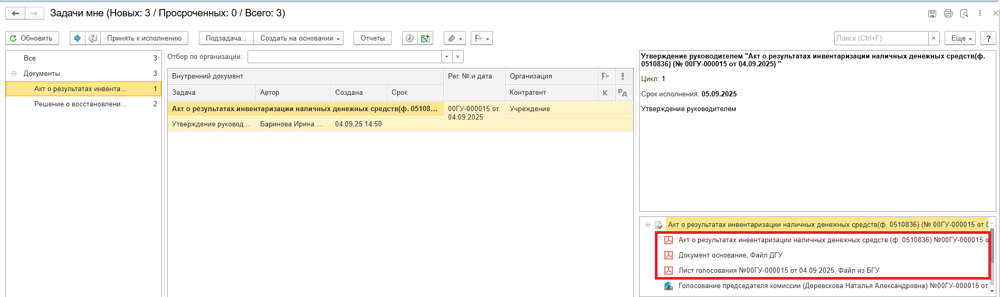 Задачи мне (Новых: 3 / Просроченных: 0 / Всего: 3)
Обновить
Принять к исполнению
Подзадача...
Создать на основании
Отчеты
Поиск (Ctrl+F)
×
Еще
?
Все 3
Документы 3
Акт о результатах инвента... 1
Решение о восстановлени... 2
Отбор по организации:
Внутренний документ
Рег. № и дата
Организация
Задача
Автор
Создана
Срок
Контрагент
К
Рд
Акт о результатах инвентаризации наличных денежных средств(ф. 05108...
00ГУ-000015 от
04.09.2025
Учреждение
Утверждение руковод...
Баринова Ирина ...
04.09.25 14:50
Утверждение руководителем "Акт о результатах инвентаризации наличных денежных средств(ф.
0510836) (№ 00ГУ-000015 от 04.09.2025) "
Цикл: 1
Срок исполнения: 05.09.2025
Утверждение руководителем
Акт о результатах инвентаризации наличных денежных средств(ф. 0510836) (№ 00ГУ-000015 от 0
Акт о результатах инвентаризации наличных денежных средств (ф. 0510836) №00ГУ-000015 о
Документ основание, Файл ДГУ
Лист голосования №00ГУ-000015 от 04.09.2025, Файл из БГУ
Голосование председателя комиссии (Деревскова Наталья Александровна) №00ГУ-000015 от